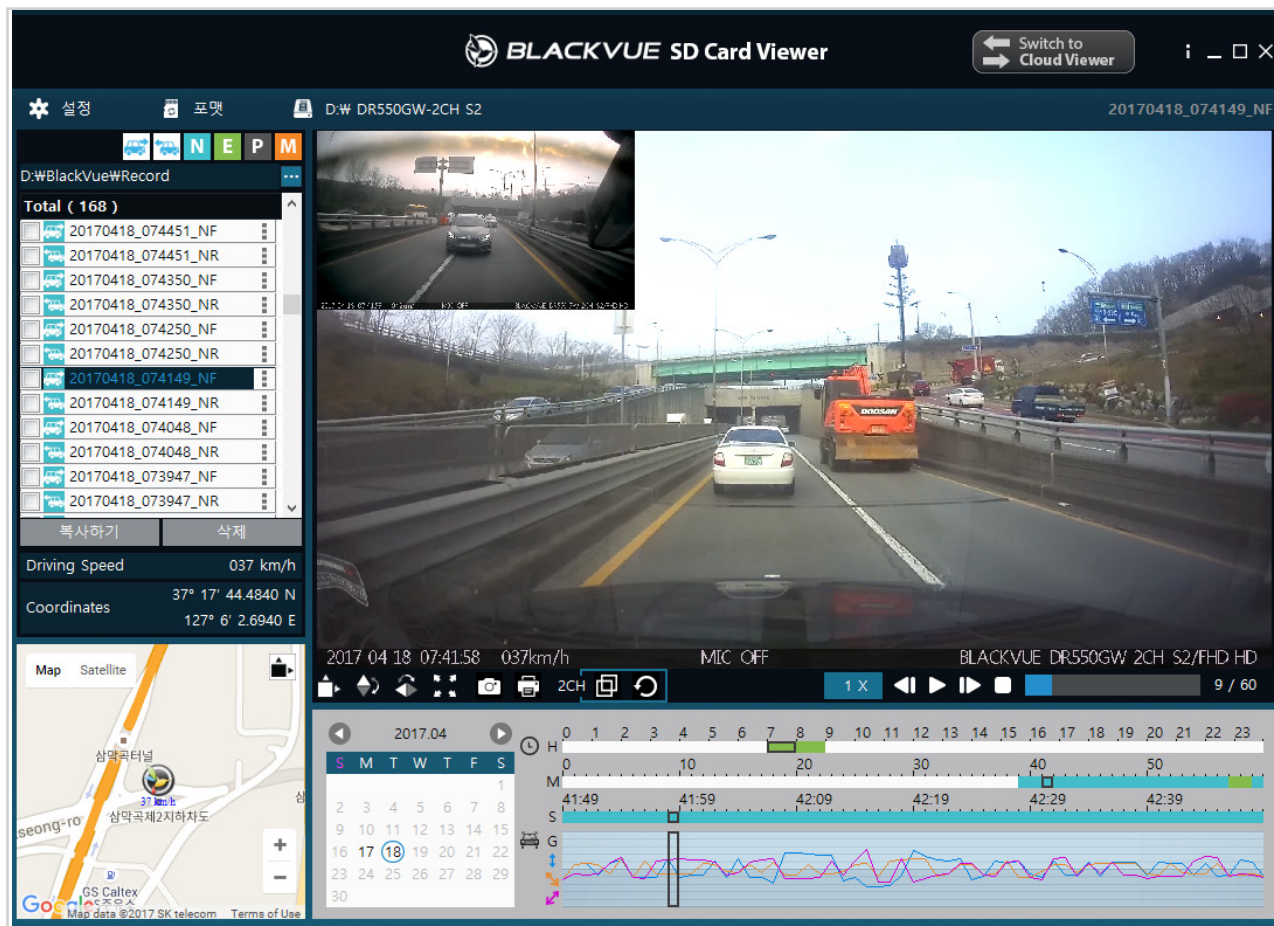 BLACKVUE SD Card Viewer
Switch to
Cloud Viewer
설정
포맷
D:₩ DR550GW-2CH S2
20170418_074149_NF
N E P M
D:₩BlackVue₩Record
Total ( 168 )
20170418_074451_NF
20170418_074451_NR
20170418_074350_NF
20170418_074350_NR
20170418_074250_NF
20170418_074250_NR
20170418_074149_NF
20170418_074149_NR
20170418_074048_NF
20170418_074048_NR
20170418_073947_NF
20170418_073947_NR
복사하기
삭제
Driving Speed 037 km/h
Coordinates
37° 17' 44.4840 N
127° 6' 2.6940 E
DOOSAN
2017 04 18 07:41:58 037km/h MIC OFF BLACKVUE DR550GW 2CH S2/FHD HD
2CH
1 X
9 / 60
Map Satellite
삼막곡터널
37 km/h
삼막곡제2지하차도
seong-ro
GS Caltex
Google
Map data ©2017 SK telecom Terms of Use
2017.04
S M T W T F S
1
2 3 4 5 6 7 8
9 10 11 12 13 14 15
16 17 18 19 20 21 22
23 24 25 26 27 28 29
30
H 0 1 2 3 4 5 6 7 8 9 10 11 12 13 14 15 16 17 18 19 20 21 22 23
M 0 10 20 30 40 50
S 41:49 41:59 42:09 42:19 42:29 42:39
G